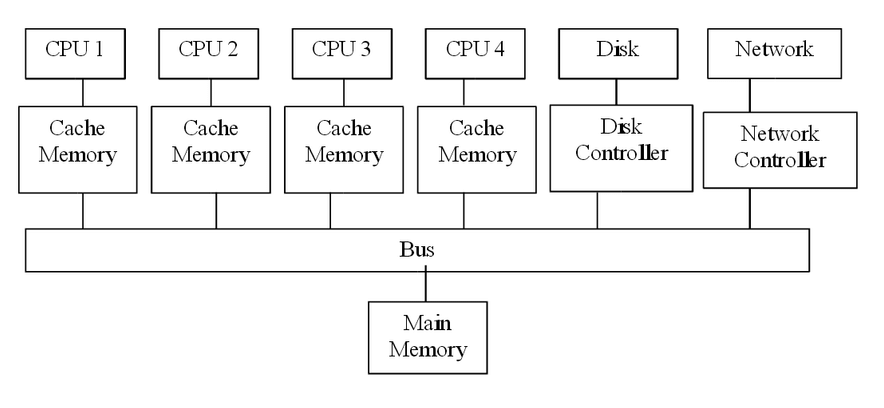 CPU 1
CPU 2
CPU 3
CPU 4
Disk
Network
Cache
Memory
Cache
Memory
Cache
Memory
Cache
Memory
Disk
Controller
Network
Controller
Bus
Main
Memory